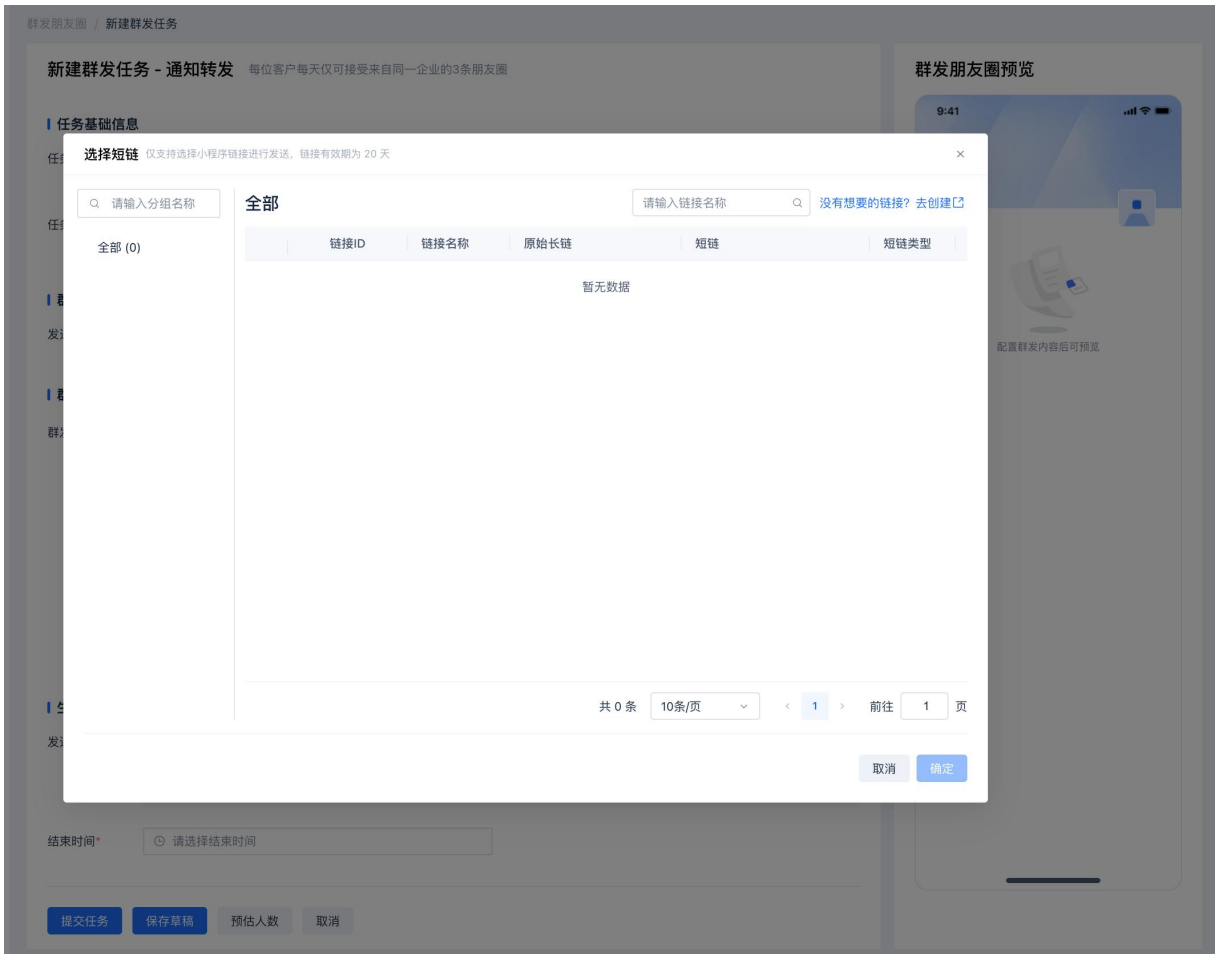 群发朋友圈 / 新建群发任务
新建群发任务 - 通知转发 每位客户每天仅可接受来自同一企业的3条朋友圈
群发朋友圈预览
9:41
任务基础信息
选择短链 仅支持选择小程序链接进行发送，链接有效期为 20 天
请输入分组名称
全部
请输入链接名称
没有想要的链接？去创建
全部 (0)
链接ID 链接名称 原始长链 短链 短链类型
暂无数据
配置群发内容后可预览
共 0 条 10条/页 1 前往 1 页
取消 确定
结束时间* 请选择结束时间
提交任务 保存草稿 预估人数 取消